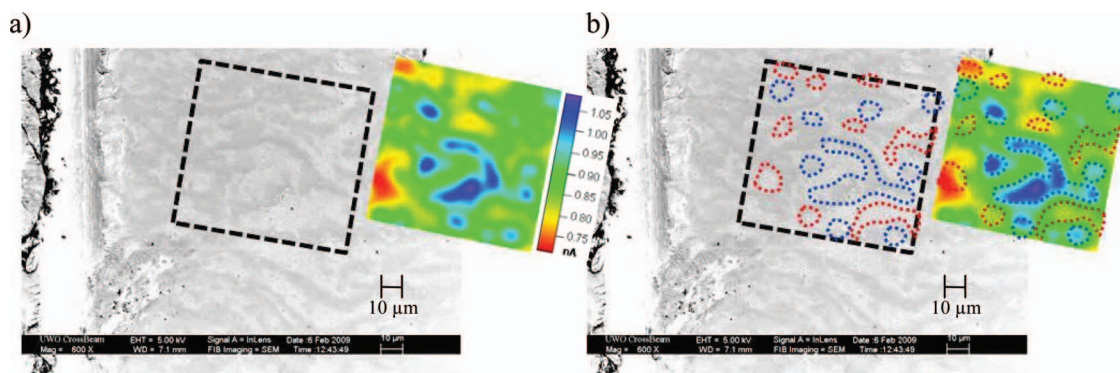 a)
1.05
1.00
0.95
0.90
0.85
0.80
0.75
nA
10 µm
UWO CrossBeam EHT = 5.00 kV Signal A = InLens Date :6 Feb 2009 10 µm
Mag = 600 X WD = 7.1 mm FIB Imaging = SEM Time :12:43:49
b)
10 µm
UWO CrossBeam EHT = 5.00 kV Signal A = InLens Date :6 Feb 2009 10 µm
Mag = 600 X WD = 7.1 mm FIB Imaging = SEM Time :12:43:49